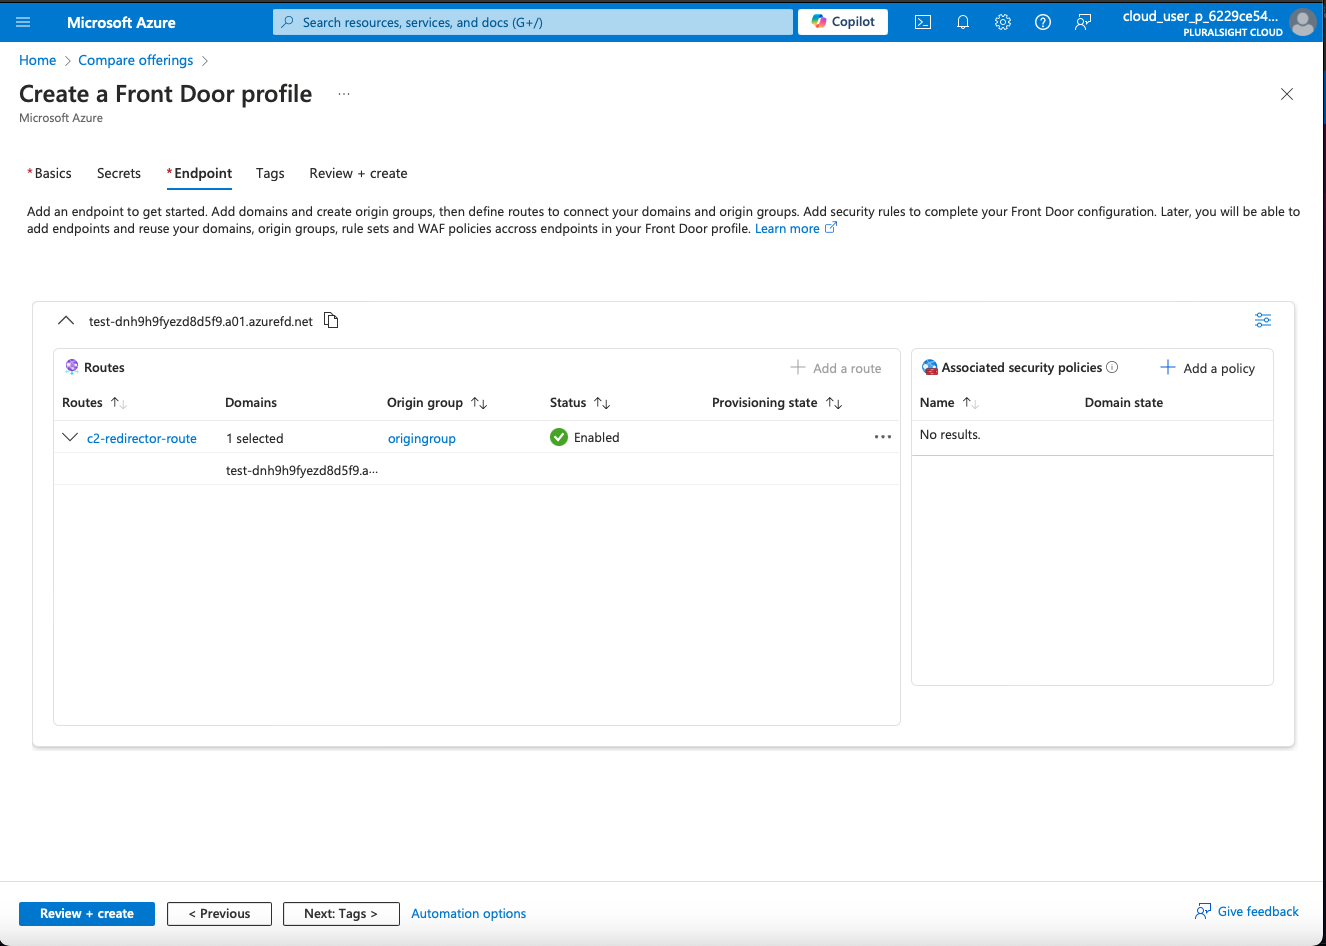 Microsoft Azure
Search resources, services, and docs (G+/)
Copilot
cloud_user_p_6229ce54...
PLURALSIGHT CLOUD
Home > Compare offerings >
Create a Front Door profile ...
Microsoft Azure
*Basics Secrets *Endpoint Tags Review + create
Add an endpoint to get started. Add domains and create origin groups, then define routes to connect your domains and origin groups. Add security rules to complete your Front Door configuration. Later, you will be able to
add endpoints and reuse your domains, origin groups, rule sets and WAF policies accross endpoints in your Front Door profile. Learn more
test-dnh9h9fyezd8d5f9.a01.azurefd.net
Routes
+ Add a route
Routes ↑↓ Domains Origin group ↑↓ Status ↑↓ Provisioning state ↑↓
c2-redirector-route 1 selected origingroup Enabled ...
test-dnh9h9fyezd8d5f9.a...
Associated security policies
+ Add a policy
Name ↑↓ Domain state
No results.
Review + create
< Previous
Next: Tags >
Automation options
Give feedback